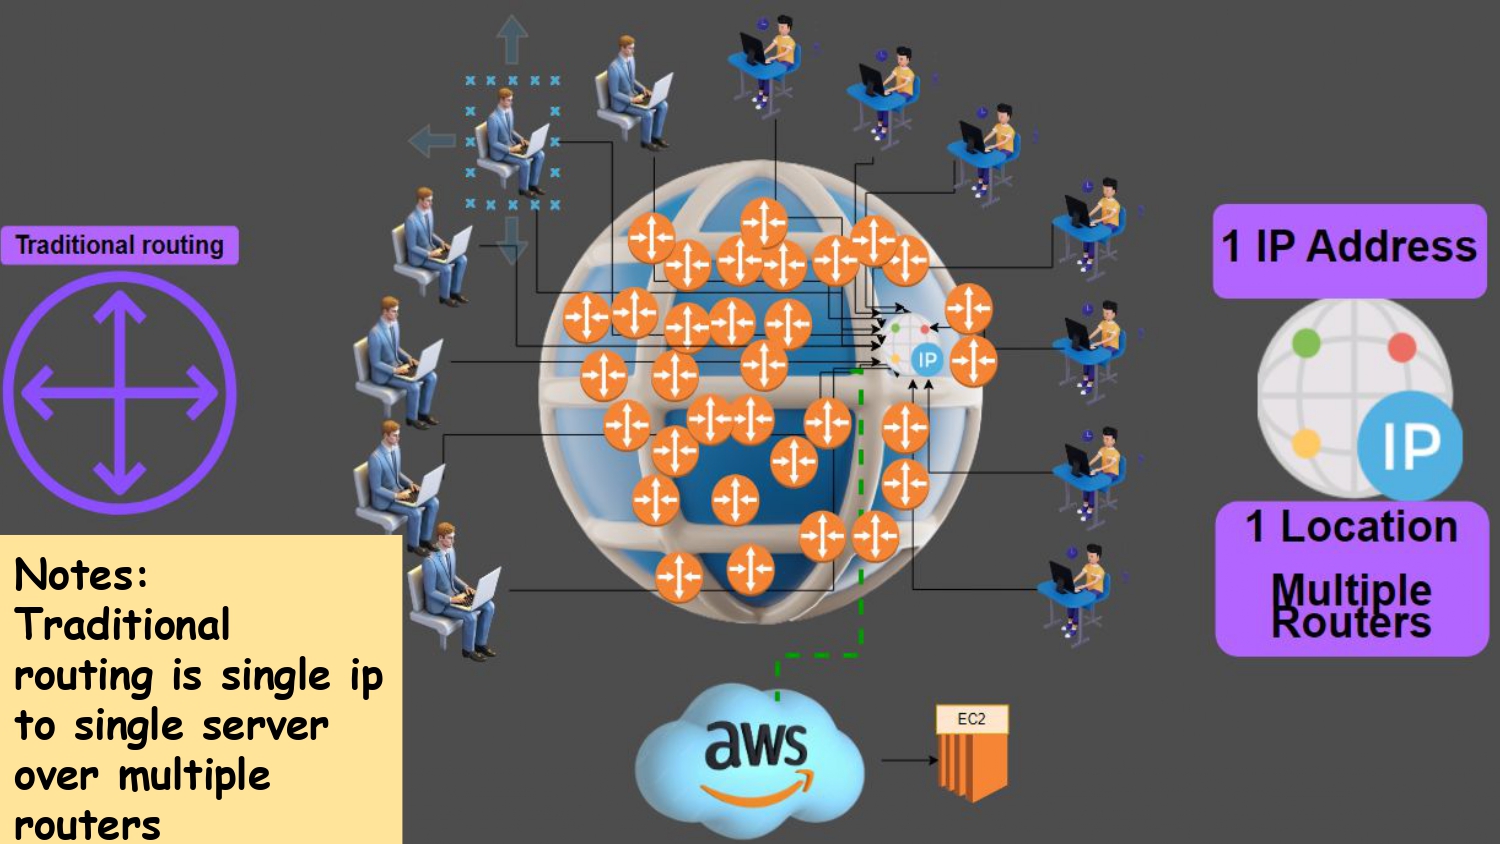 Traditional routing
1 IP Address
IP
IP
1 Location
Multiple
Routers
Notes:
Traditional
routing is single ip
to single server
over multiple
routers
aws
EC2